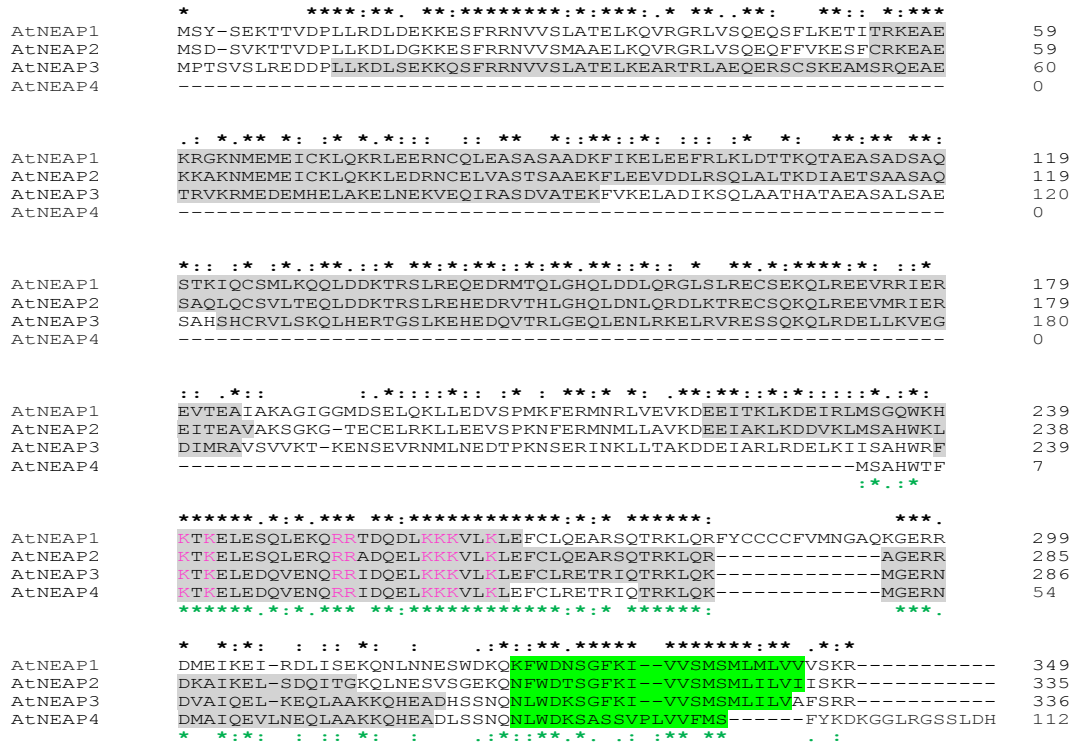 * ****:**. **:*********:*:***:.* **..**: **:: *:***
AtNEAP1 MSY-SEKTTVDPLLRDLDEKKESFRRNVVSLATELKQVRGRLVSQEQSFLKETITRKEAE 59
AtNEAP2 MSD-SVKTTVDPLLKDLDGKKESFRRNVVSMAAELKQVRGRLVSQEQFFVKESFCRKEAE 59
AtNEAP3 MPTSVSLREDDPLLKDLSEKKQSFRRNVVSLATELKEARTRLAEQERSCSKEAMSRQEAE 60
AtNEAP4 ------------------------------------------------------------ 0
.: *.** *: :* *.*::: :: ** *::**::*: ::: * *: **:** **:
AtNEAP1 KRGKNMEMEICKLQKRLEERNCQLEASASAADKFIKELEEFRLKLDTTKQTAEASADSAQ 119
AtNEAP2 KKAKNMEMEICKLQKKLEDRNCELVASTSAAEKFLEEVDDLRSQLALTKDIAETSAASAQ 119
AtNEAP3 TRVKRMEDEMHELAKELNEKVEQIRASDVATEKFVKELADIKSQLAATHATAEASALSAE 120
AtNEAP4 ------------------------------------------------------------ 0
*:: :* :*.:**.::* **:*:**::*:**.**:*:: * **.*:****:*: ::*
AtNEAP1 STKIQCSMLKQQLDDKTRSLREQEDRMTQLGHQLDDLQRGLSLRECSEKQLREEVRRIER 179
AtNEAP2 SAQLQCSVLTEQLDDKTRSLREHEDRVTHLGHQLDNLQRDLKTRECSQKQLREEVMRIER 179
AtNEAP3 SAHSHCRVLSKQLHERTGSLKEHEDQVTRLGEQLENLRKELRVRESSQKQLRDELLKVEG 180
AtNEAP4 ------------------------------------------------------------ 0
:: .*:: :.*::::*:: :* : **:*: *.**:**::*:*::**:.*:*:
AtNEAP1 EVTEAIAKAGIGGMDSELQKLLEDVSPMKFERMNRLVEVKDEEITKLKDEIRLMSGQWKH 239
AtNEAP2 EITEAVAKSGKG-TECELRKLLEEVSPKNFERMNMLLAVKDEEIAKLKDDVKLMSAHWKL 238
AtNEAP3 DIMRAVSVVKT-KENSEVRNMLNEDTPKNSERINKLLTAKDDEIARLRDELKIISAHWRF 239
AtNEAP4 -----------------------------------------------------MSAHWTF 7
:*.:*
******.*:*.*** **:**************:*:* ******: ***.
AtNEAP1 KTKELESQLEKQRRTDQDLKKKVLKLEFCLQEARSQTRKLQRFYCCCCFVMNGAQKGERR 299
AtNEAP2 KTKELESQLERQRRADQELKKKVLKLEFCLQEARSQTRKLQR-------------AGERR 285
AtNEAP3 KTKELEDQVENQRRIDQELKKKVLKLEFCLRETRIQTRKLQK-------------MGERN 286
AtNEAP4 KTKELEDQVENQRRIDQELKKKVLKLEFCLRETRIQTRKLQK-------------MGERN 54
******.*:*.*** **:**************:*:* ******: ***.
* *:*: : :: *: : .:*::**.***** *******:** .*:
AtNEAP1 DMEIKEI-RDLISEKQNLNNESWDKQKFWDNSGFKI--VVSMSMLMLVVVSKR----------- 349
AtNEAP2 DKAIKEL-SDQITGKQLNESVSGEKQNFWDTSGFKI--VVSMSMLILVIISKR----------- 335
AtNEAP3 DVAIQEL-KEQLAAKKQHEADHSSNQNLWDKSGFKI--VVSMSMLILVAFSRR----------- 336
AtNEAP4 DMAIQEVLNEQLAAKKQHEADLSSNQNLWDKSASSVPLVVFMS------FYKDKGGLRGSSLDH 112
* *:*: : :: *: : .:*::**.*. .: ** ** . :